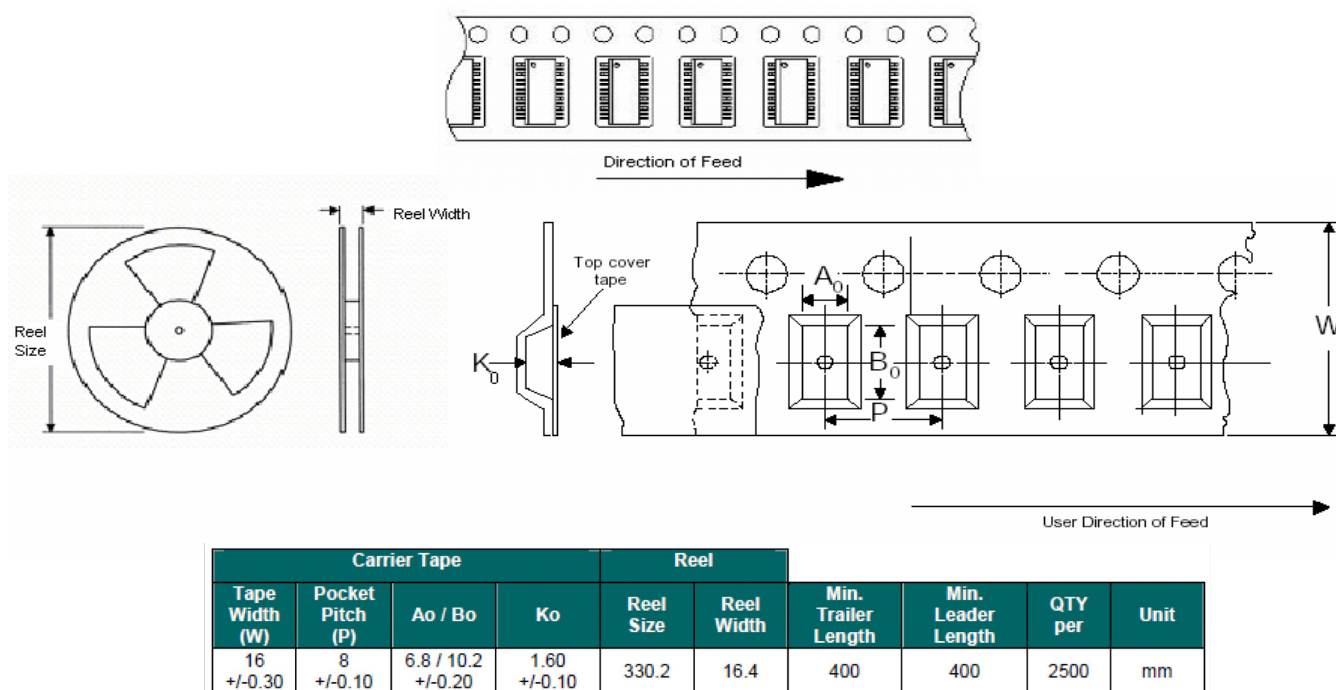 Direction of Feed
Reel Width
Reel
Size
Top cover
tape
K0
A0
B0
P
W
User Direction of Feed
Carrier Tape Reel
Tape
Width
(W)
Pocket
Pitch
(P)
Ao / Bo
Ko
Reel
Size
Reel
Width
Min.
Trailer
Length
Min.
Leader
Length
QTY
per
Unit
16
+/-0.30
8
+/-0.10
6.8 / 10.2
+/-0.20
1.60
+/-0.10
330.2
16.4
400
400
2500
mm